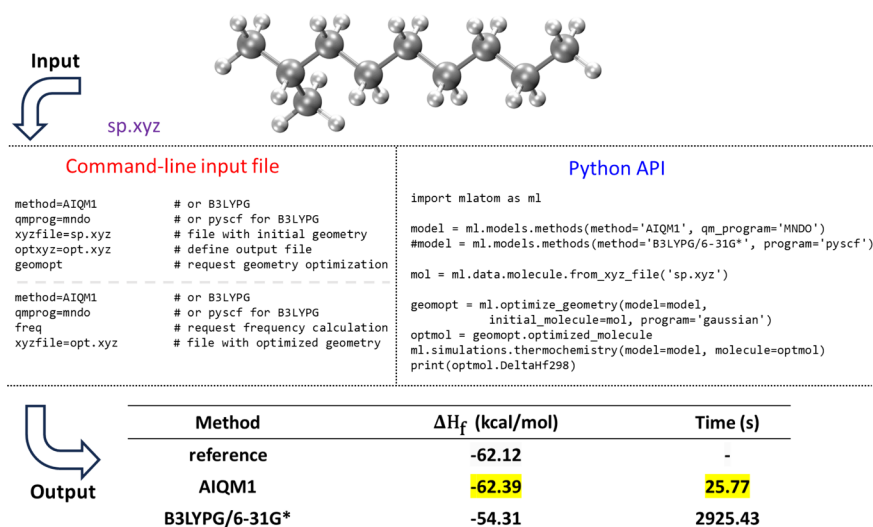 Input
sp.xyz
Command-line input file
method=AIQM1 # or B3LYPG
qmprog=mndo # or pyscf for B3LYPG
xyzfile=sp.xyz # file with initial geometry
optxyz=opt.xyz # define output file
geomopt # request geometry optimization
method=AIQM1 # or B3LYPG
qmprog=mndo # or pyscf for B3LYPG
freq # request frequency calculation
xyzfile=opt.xyz # file with optimized geometry
Python API
import mlatom as ml
model = ml.models.methods(method='AIQM1', qm_program='MNDO')
#model = ml.models.methods(method='B3LYPG/6-31G*', program='pyscf')
mol = ml.data.molecule.from_xyz_file('sp.xyz')
geomopt = ml.optimize_geometry(model=model,
initial_molecule=mol, program='gaussian')
optmol = geomopt.optimized_molecule
ml.simulations.thermochemistry(model=model, molecule=optmol)
print(optmol.DeltaHf298)
Output
Method ΔHf (kcal/mol) Time (s)
reference -62.12 -
AIQM1 -62.39 25.77
B3LYPG/6-31G* -54.31 2925.43